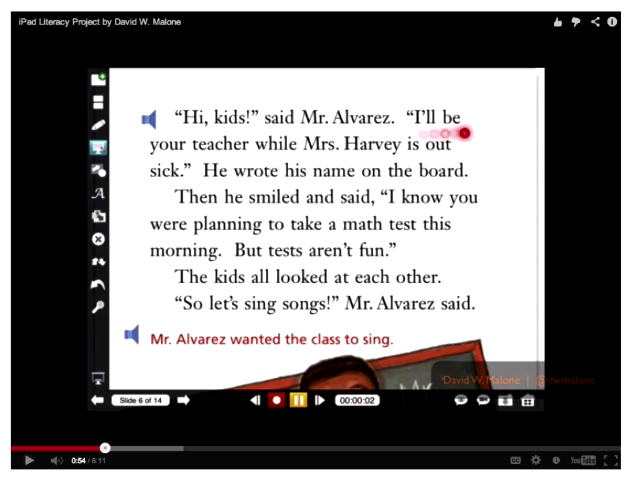 iPad Literacy Project by David W. Malone
“Hi, kids!” said Mr. Alvarez. “I’ll be
your teacher while Mrs. Harvey is out
sick.” He wrote his name on the board.
Then he smiled and said, “I know you
were planning to take a math test this
morning. But tests aren’t fun.”
The kids all looked at each other.
“So let’s sing songs!” Mr. Alvarez said.
Mr. Alvarez wanted the class to sing.
David W. Malone | @dwmalone
Slide 6 of 14
00:00:02
0:54 / 6:11
CC
YouTube